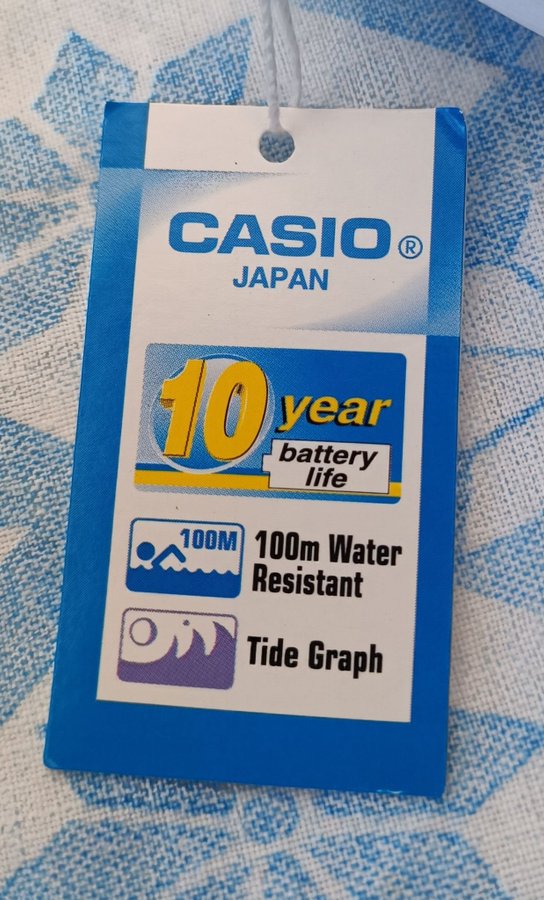 CASIO®
JAPAN
10 year
battery
life
100M
100m Water
Resistant
Tide Graph